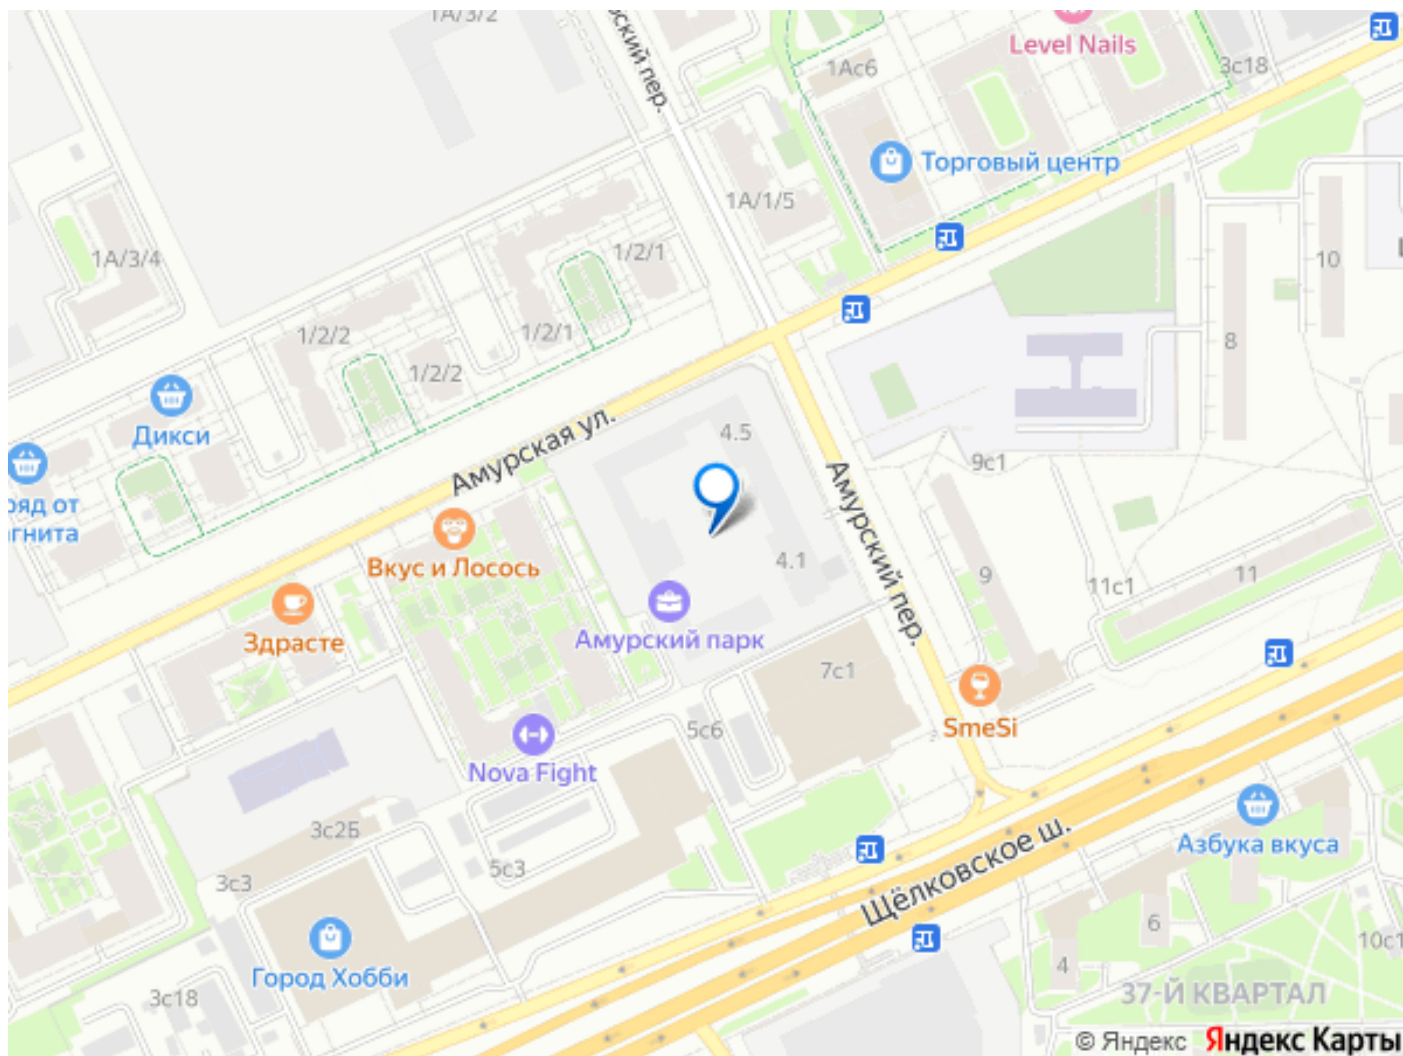 1А/3/2
ский пер.
Level Nails
1Ас6
3с18
Торговый центр
1А/1/5
1А/3/4
1/2/1
10
1/2/2
1/2/1
8
1/2/2
Дикси
Амурская ул.
4.5
9с1
ряд от
гнита
Амурский пер.
Вкус и Лосось
4.1
9
11с1
11
Здрасте
Амурский парк
7с1
5с6
SmeSi
Nova Fight
3с2Б
Азбука вкуса
5с3
3с3
Щёлковское ш.
6
10с1
Город Хобби
4
3с18
37-Й КВАРТАЛ
© Яндекс Яндекс Карты